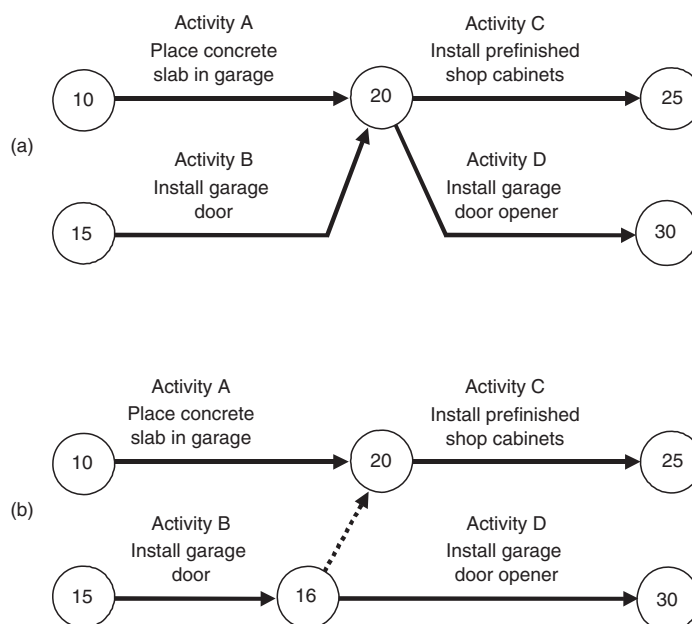 Activity A
Place concrete
slab in garage
Activity C
Install prefinished
shop cabinets
10
20
25
(a)
Activity B
Install garage
door
Activity D
Install garage
door opener
15
30
Activity A
Place concrete
slab in garage
Activity C
Install prefinished
shop cabinets
10
20
25
(b)
Activity B
Install garage
door
Activity D
Install garage
door opener
15
16
30